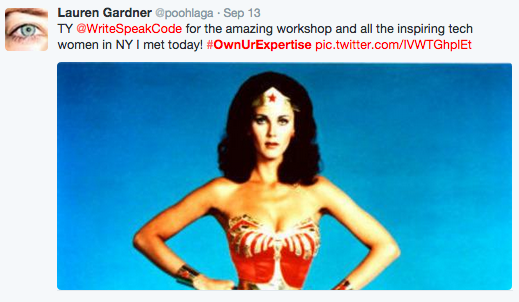 Lauren Gardner @poohlaga · Sep 13
TY @WriteSpeakCode for the amazing workshop and all the inspiring tech
women in NY I met today! #OwnUrExpertise pic.twitter.com/IVWTGhpIEt